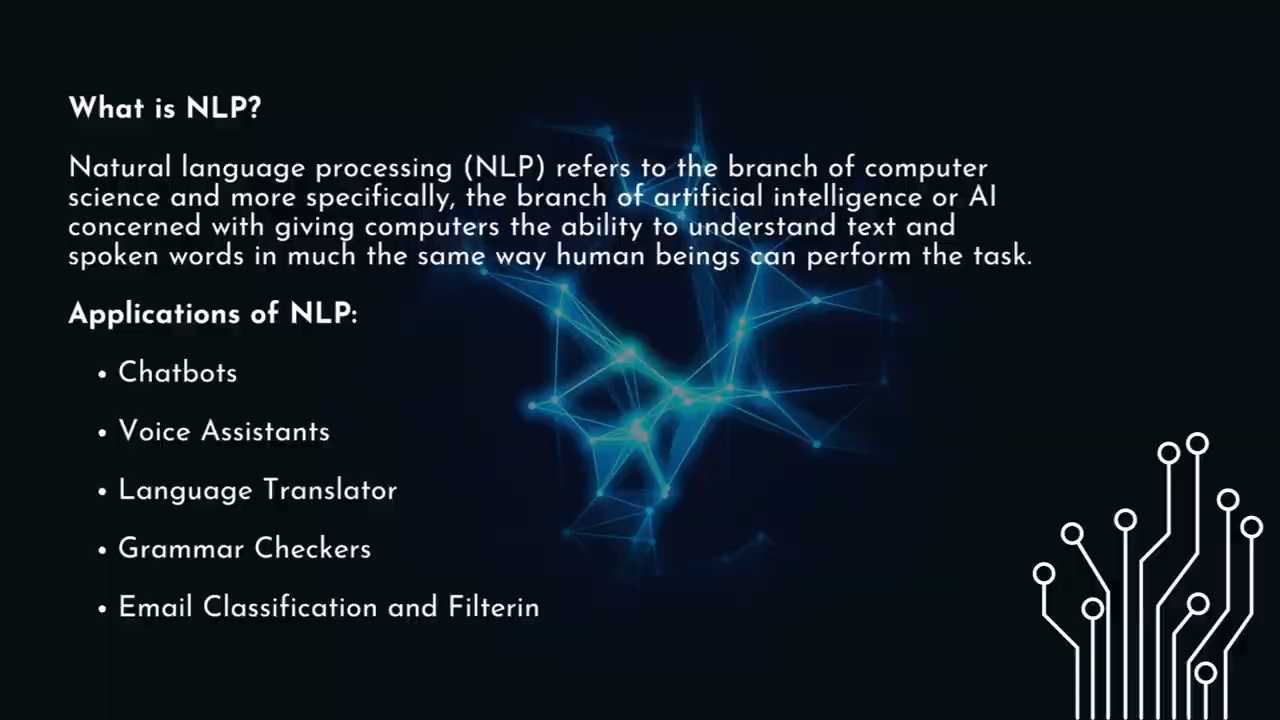 What is NLP?
Natural language processing (NLP) refers to the branch of computer
science and more specifically, the branch of artificial intelligence or AI
concerned with giving computers the ability to understand text and
spoken words in much the same way human beings can perform the task.
Applications of NLP:
• Chatbots
• Voice Assistants
• Language Translator
• Grammar Checkers
• Email Classification and Filterin